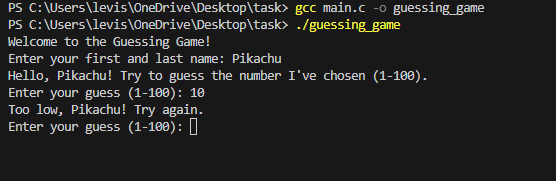 PS C:\Users\levis\OneDrive\Desktop\task> gcc main.c -o guessing_game
PS C:\Users\levis\OneDrive\Desktop\task> ./guessing_game
Welcome to the Guessing Game!
Enter your first and last name: Pikachu
Hello, Pikachu! Try to guess the number I've chosen (1-100).
Enter your guess (1-100): 10
Too low, Pikachu! Try again.
Enter your guess (1-100):